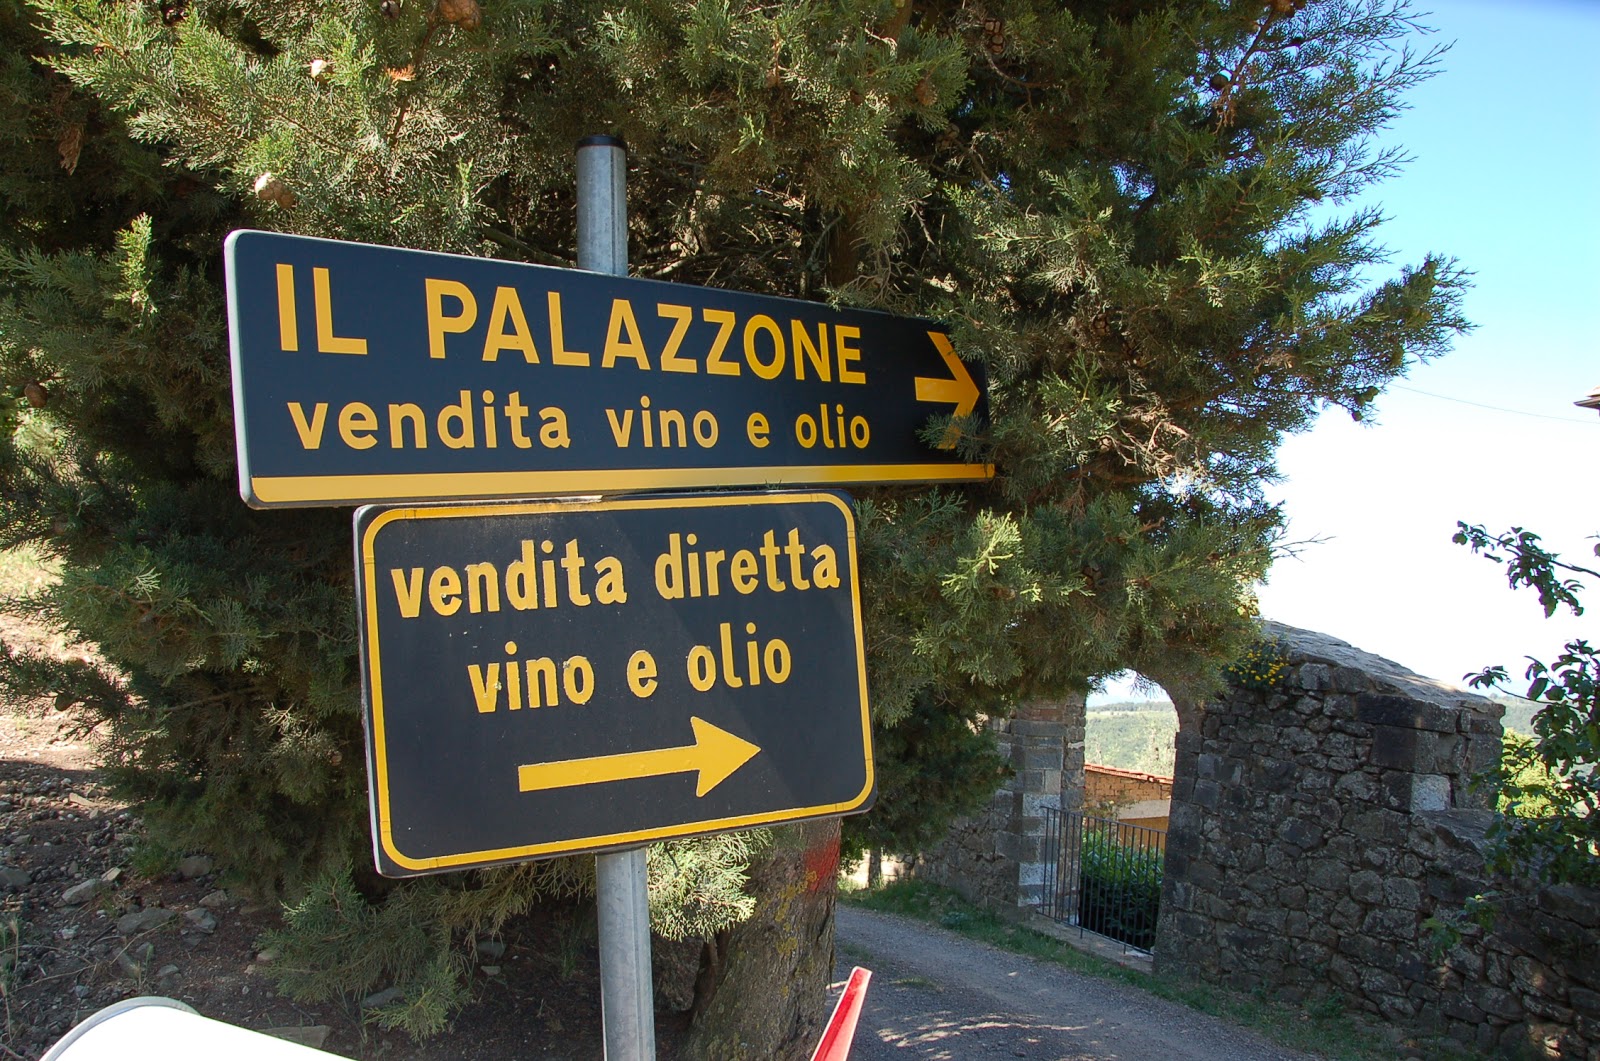 IL PALAZZONE
vendita vino e olio
vendita diretta
vino e olio